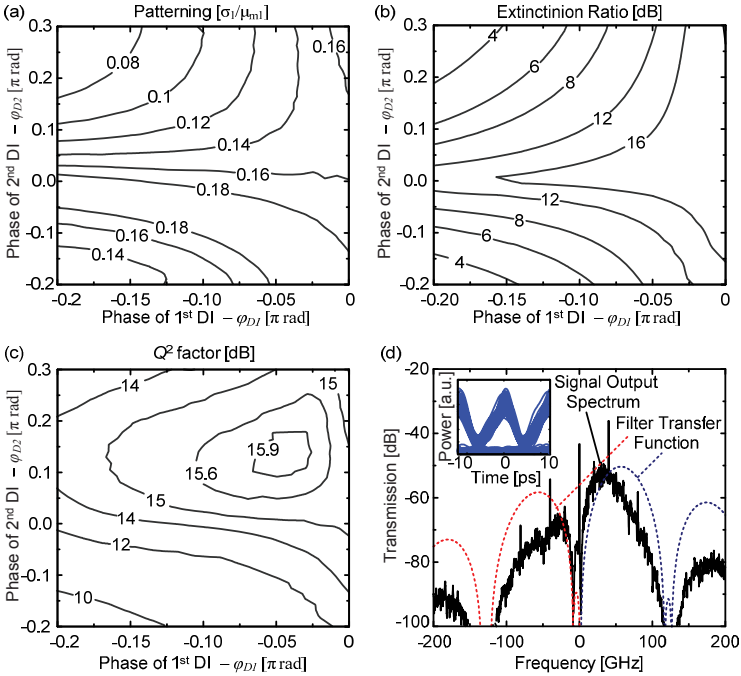 (a) Patterning [σ₁/μₘ₁]
0.3
0.2
0.1
0.0
-0.1
-0.2
-0.20 -0.15 -0.10 -0.05 0
Phase of 2nd DI – φD2 [π rad]
Phase of 1st DI – φD1 [π rad]
0.08
0.1
0.12
0.14
0.16
0.16
0.18
0.18
0.16
0.14
(b) Extinctinion Ratio [dB]
0.3
0.2
0.1
0.0
-0.1
-0.2
-0.20 -0.15 -0.10 -0.05 0
Phase of 2nd DI – φD2 [π rad]
Phase of 1st DI – φD1 [π rad]
4
6
8
12
16
12
8
6
4
(c) Q² factor [dB]
0.3
0.2
0.1
0.0
-0.1
-0.2
-0.20 -0.15 -0.10 -0.05 0
Phase of 2nd DI – φD2 [π rad]
Phase of 1st DI – φD1 [π rad]
14
15
15.9
15.6
15
14
12
10
(d)
-20
-40
-60
-80
-100
-200 -100 0 100 200
Transmission [dB]
Frequency [GHz]
Power [a.u.]
-10 0 10
Time [ps]
Signal Output
Spectrum
Filter Transfer
Function